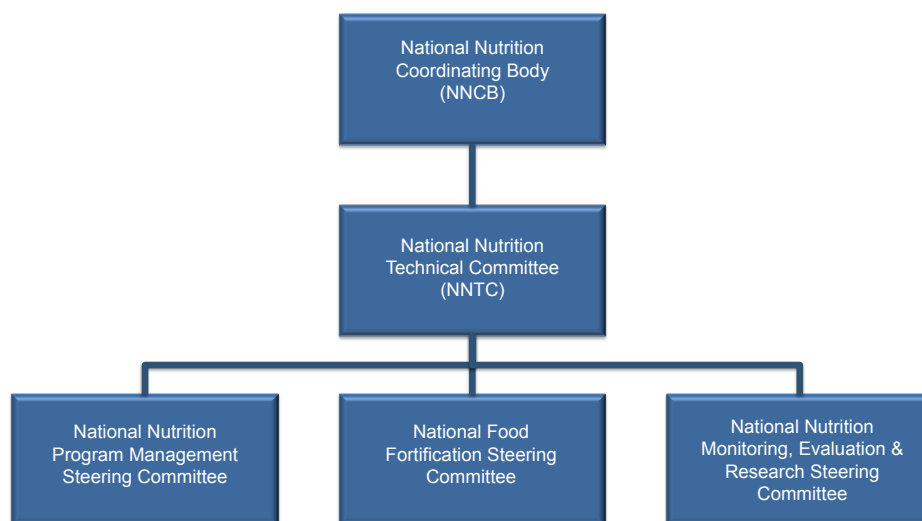 National Nutrition
Coordinating Body
(NNCB)
National Nutrition
Technical Committee
(NNTC)
National Nutrition
Program Management
Steering Committee
National Food
Fortification Steering
Committee
National Nutrition
Monitoring, Evaluation &
Research Steering
Committee